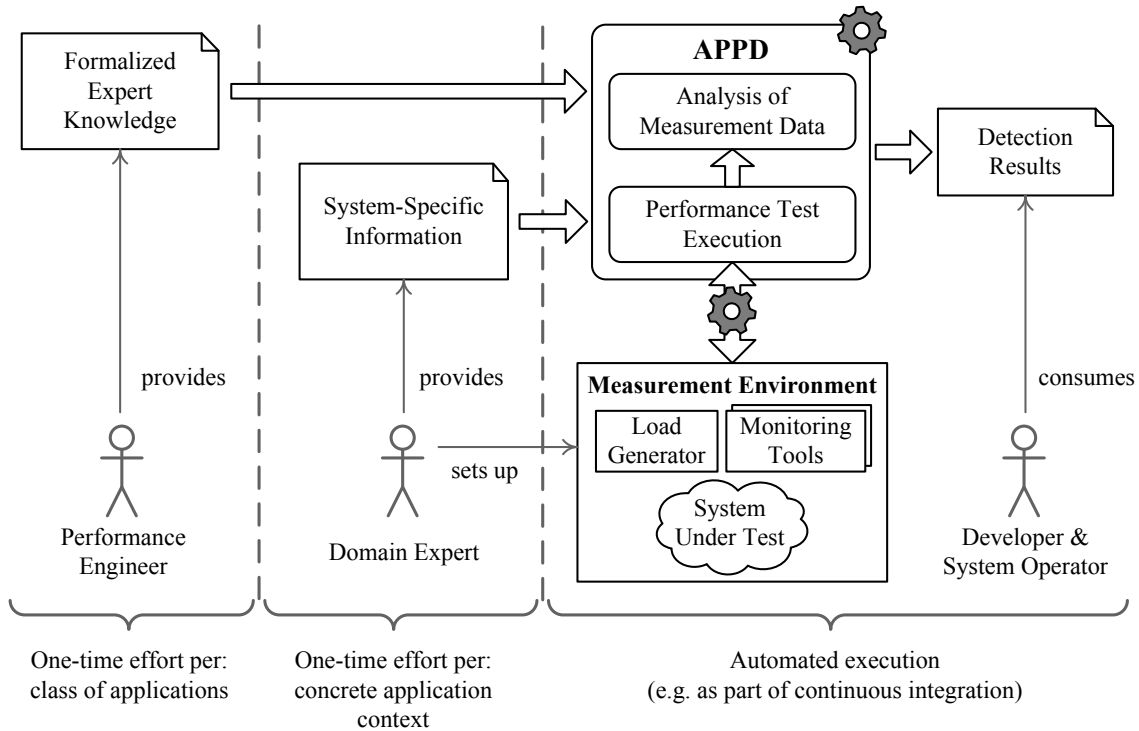 Formalized
Expert
Knowledge
System-Specific
Information
APPD
Analysis of
Measurement Data
Performance Test
Execution
Detection
Results
provides
provides
sets up
consumes
Measurement Environment
Load
Generator
Monitoring
Tools
System
Under Test
Performance
Engineer
Domain Expert
Developer &
System Operator
One-time effort per:
class of applications
One-time effort per:
concrete application
context
Automated execution
(e.g. as part of continuous integration)